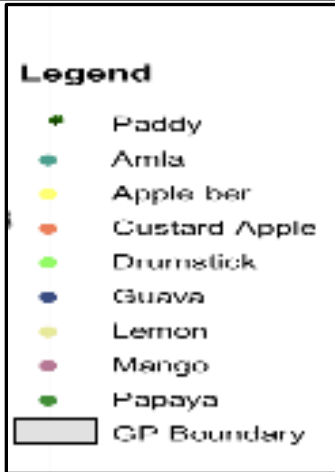 Legend
Paddy
Amla
Apple ber
Custard Apple
Drumstick
Guava
Lemon
Mango
Papaya
GP Boundary